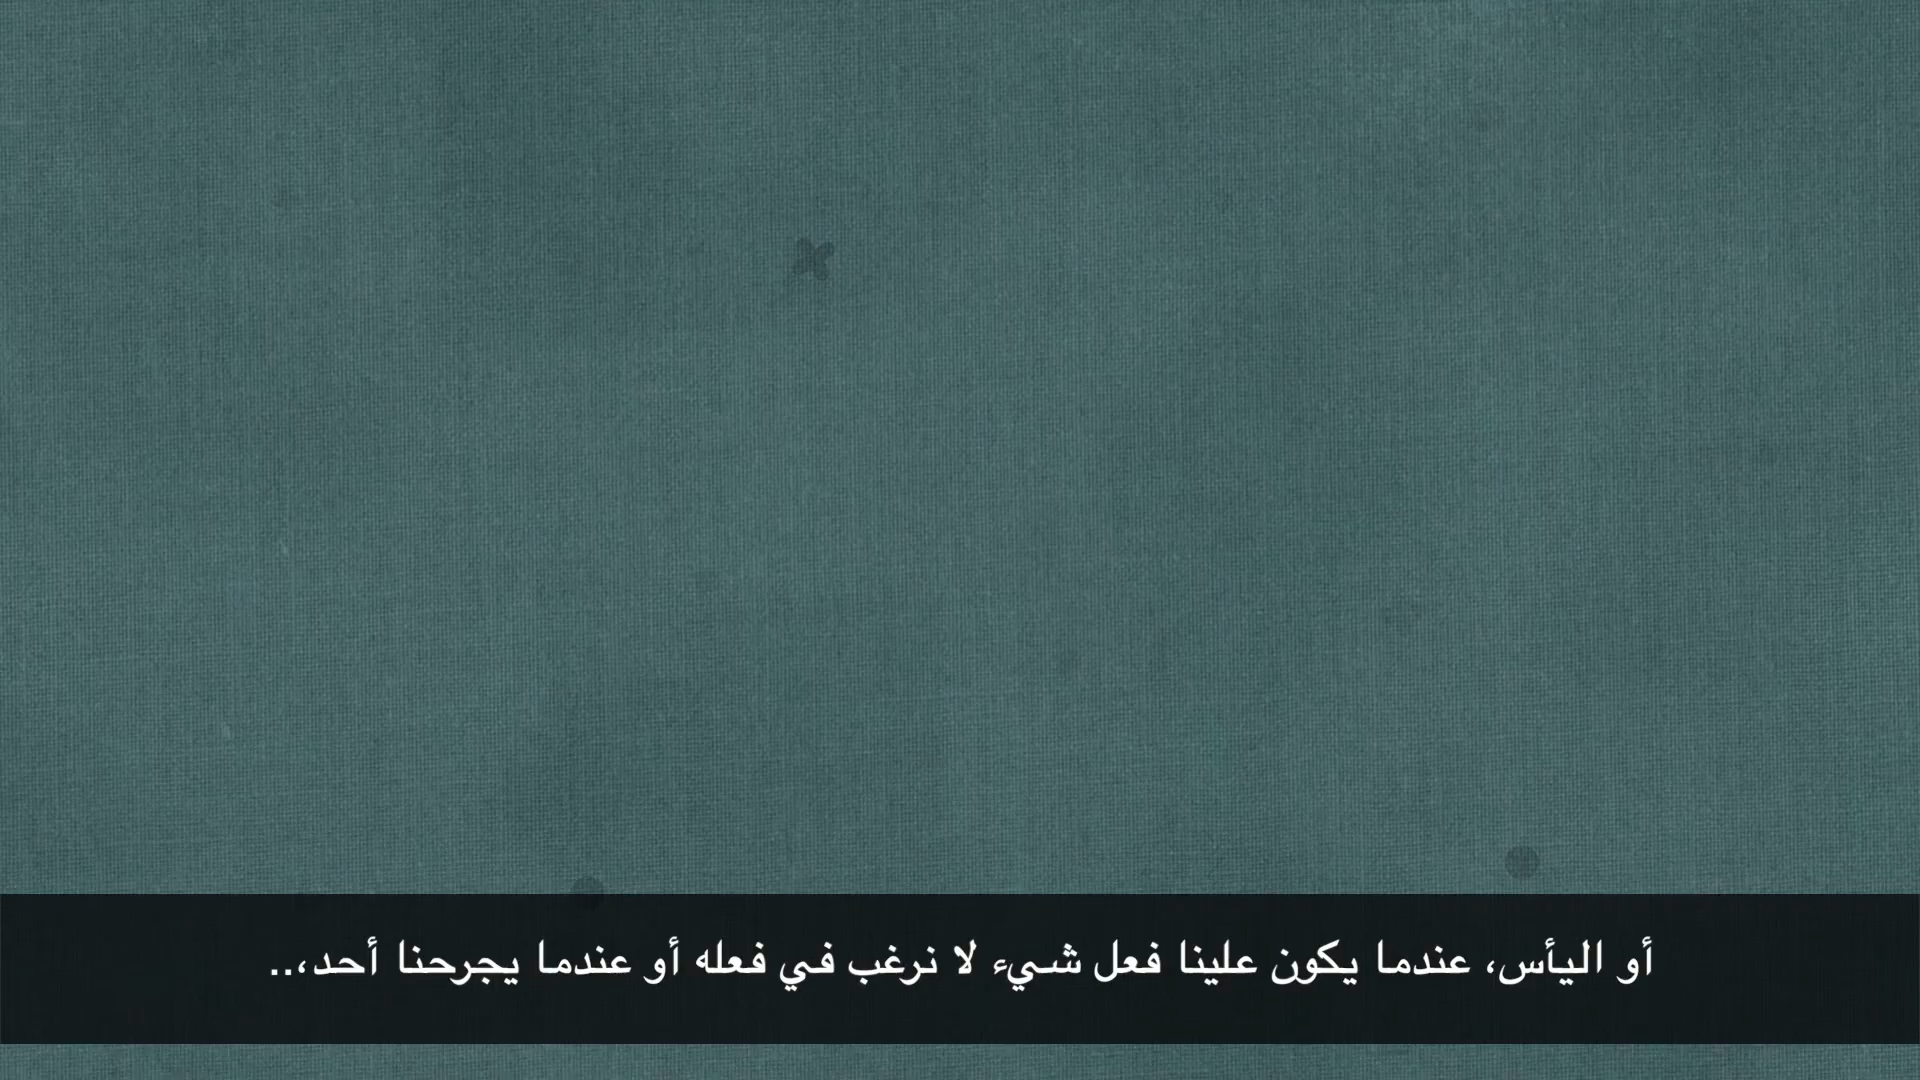 أو اليأس، عندما يكون علينا فعل شيء لا نرغب في فعله أو عندما يجرحنا أحد،..